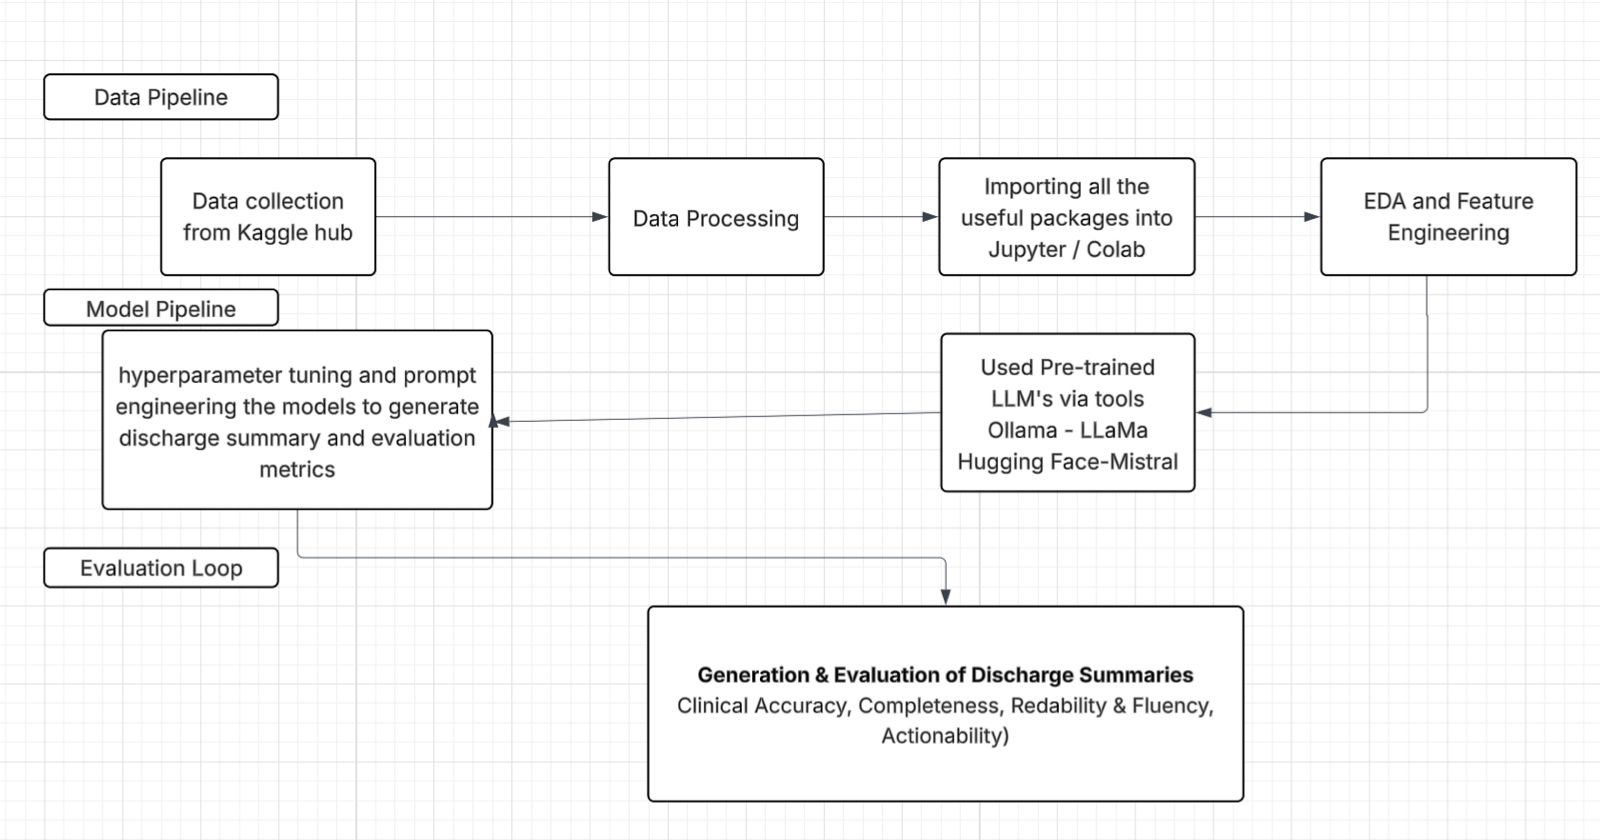 Data Pipeline
Data collection
from Kaggle hub
Data Processing
Importing all the
useful packages into
Jupyter / Colab
EDA and Feature
Engineering
Model Pipeline
hyperparameter tuning and prompt
engineering the models to generate
discharge summary and evaluation
metrics
Used Pre-trained
LLM's via tools
Ollama - LLaMa
Hugging Face-Mistral
Evaluation Loop
Generation & Evaluation of Discharge Summaries
Clinical Accuracy, Completeness, Redability & Fluency,
Actionability)